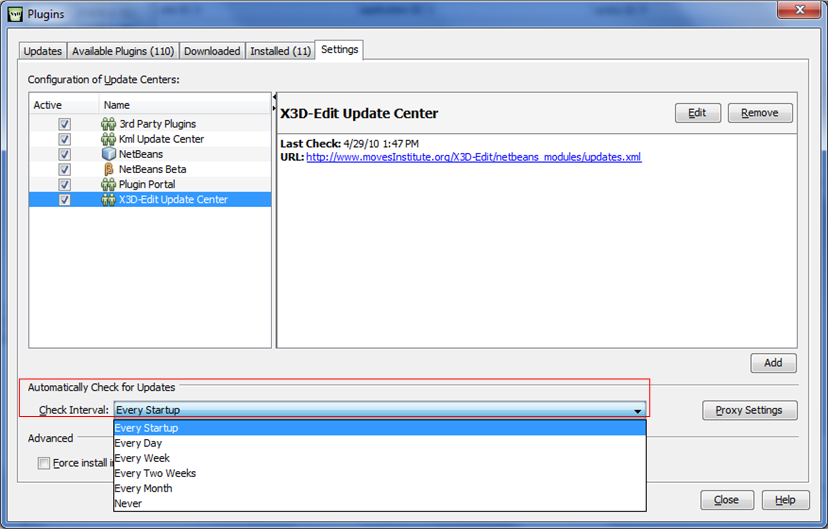 Plugins
Updates Available Plugins (110) Downloaded Installed (11) Settings
Configuration of Update Centers:
Active Name
3rd Party Plugins
Kml Update Center
NetBeans
NetBeans Beta
Plugin Portal
X3D-Edit Update Center
X3D-Edit Update Center Edit Remove
Last Check: 4/29/10 1:47 PM
URL: http://www.movesInstitute.org/X3D-Edit/netbeans_modules/updates.xml
Add
Automatically Check for Updates
Check Interval: Every Startup Proxy Settings
Every Startup
Every Day
Every Week
Every Two Weeks
Every Month
Never
Advanced
Force install
Close Help